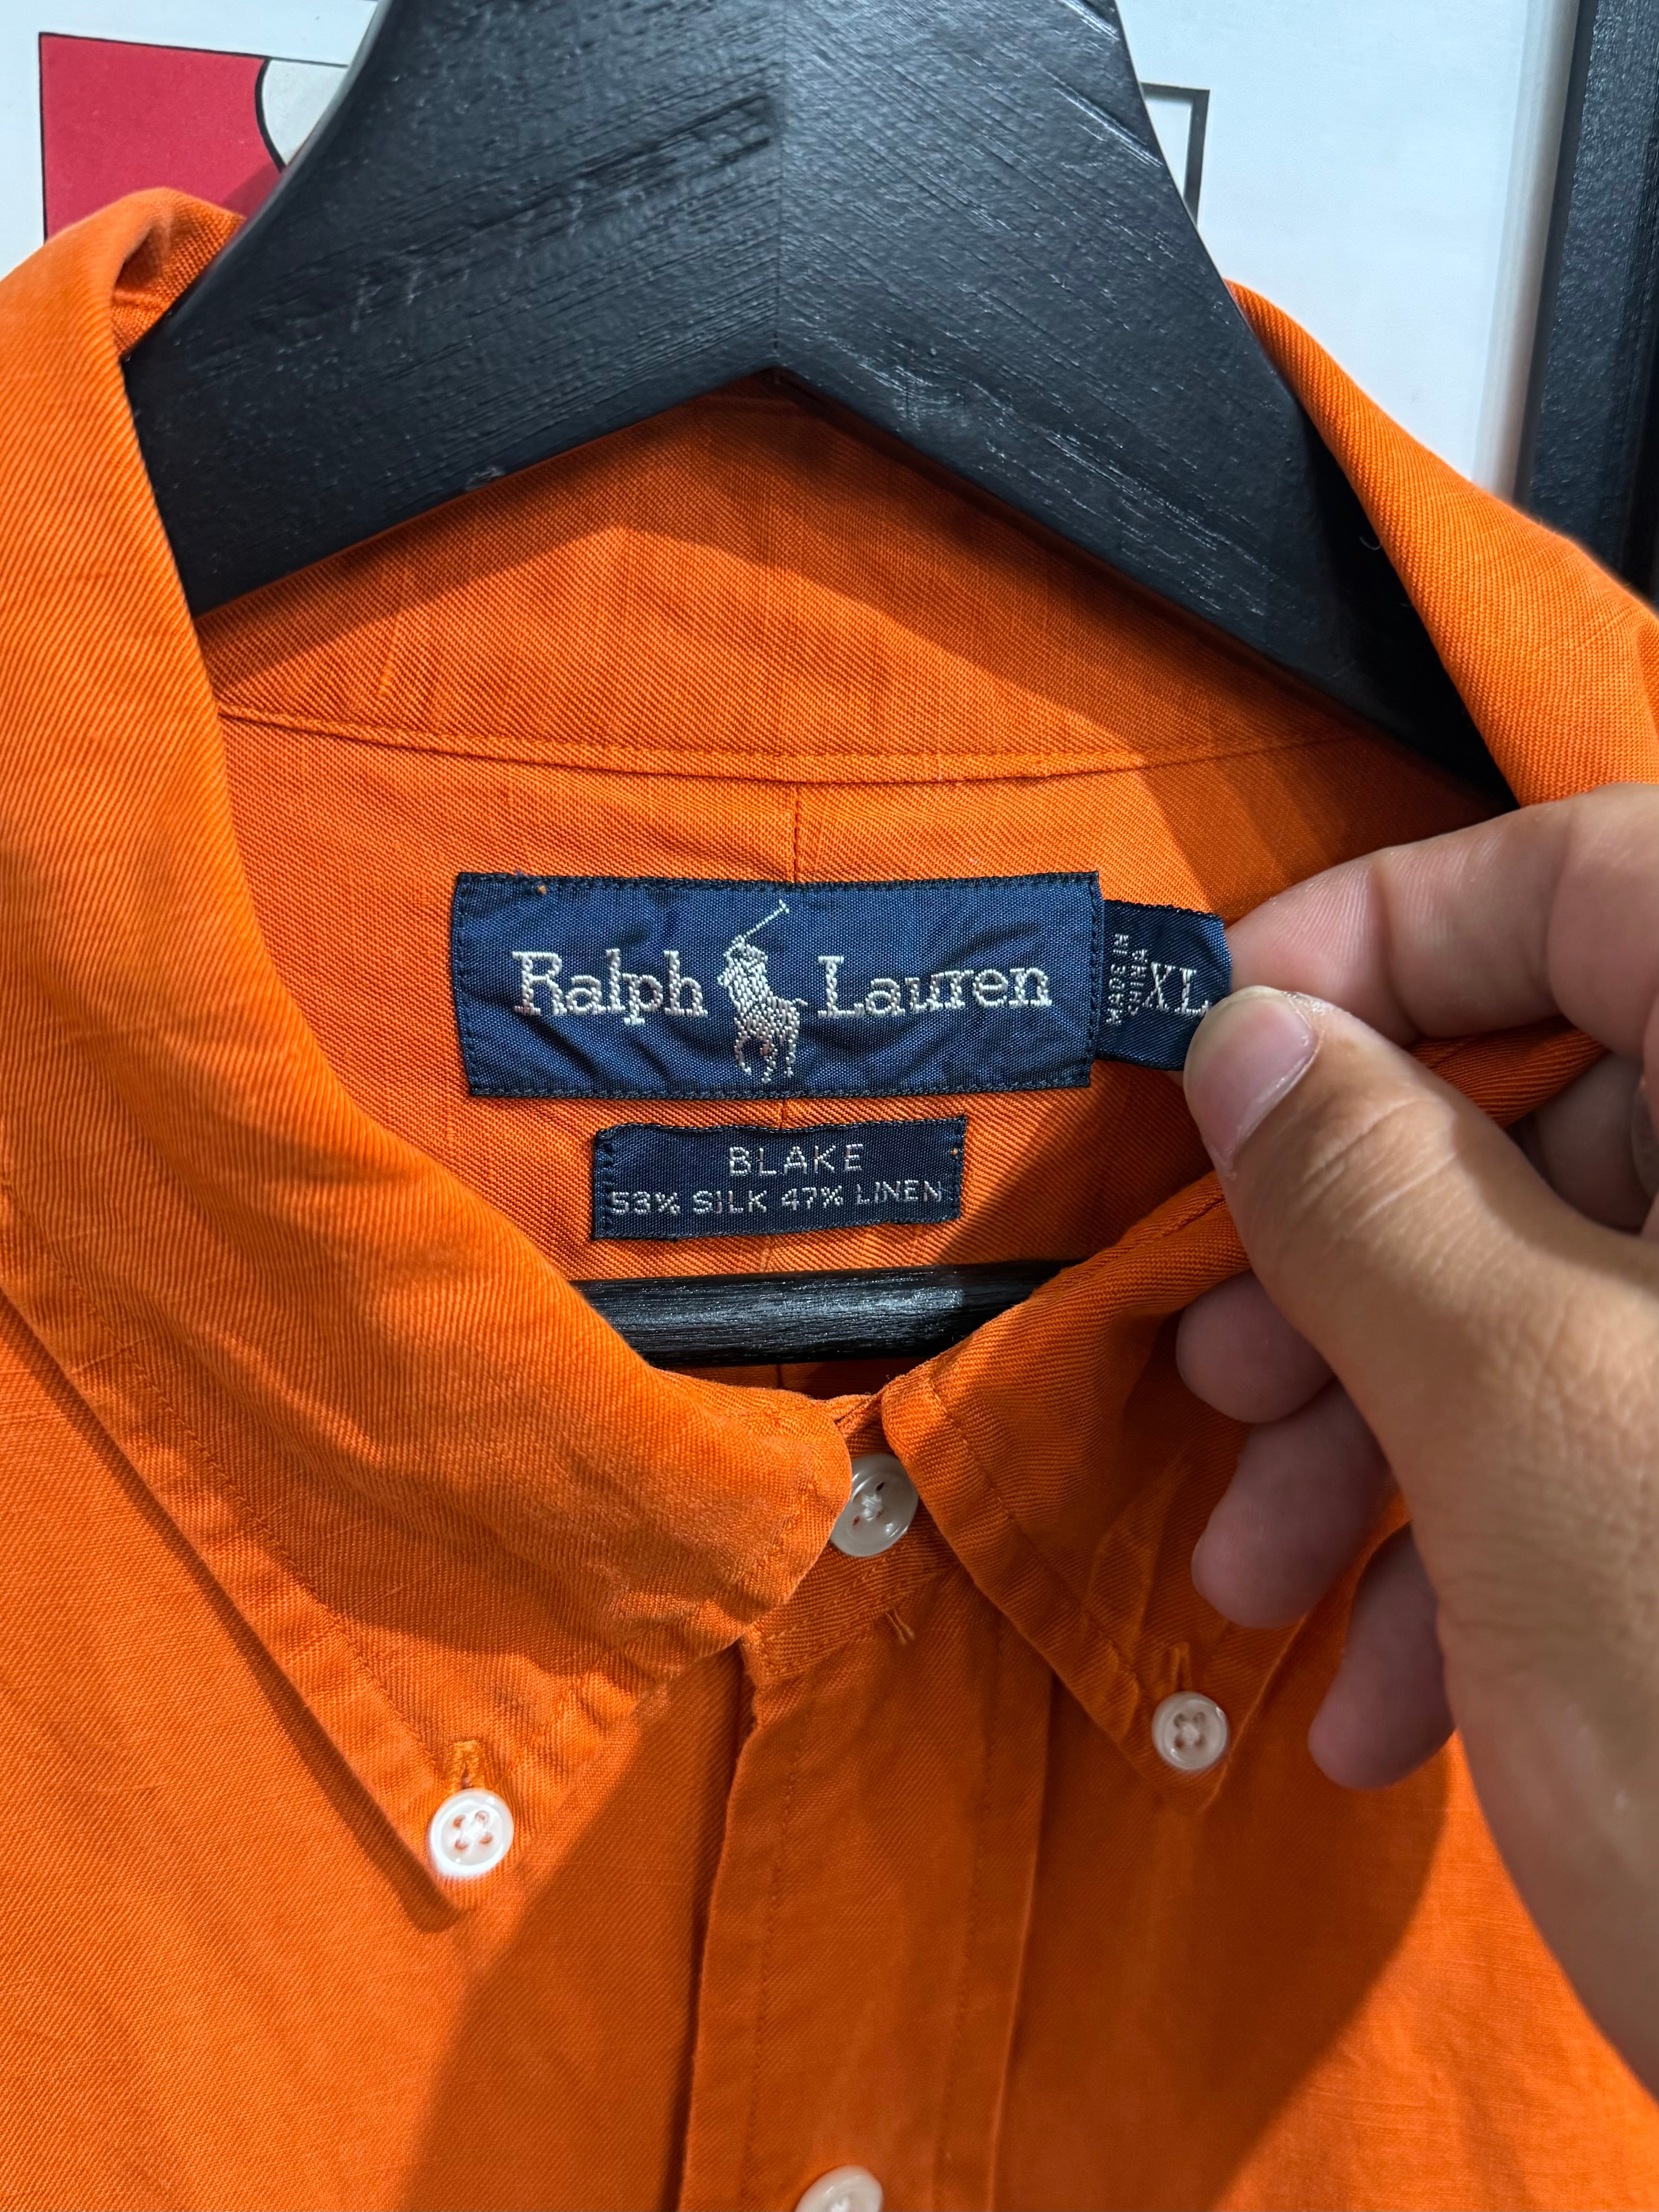 Ralph Lauren
MADE IN
CHINA
XL
BLAKE
53% SILK 47% LINEN